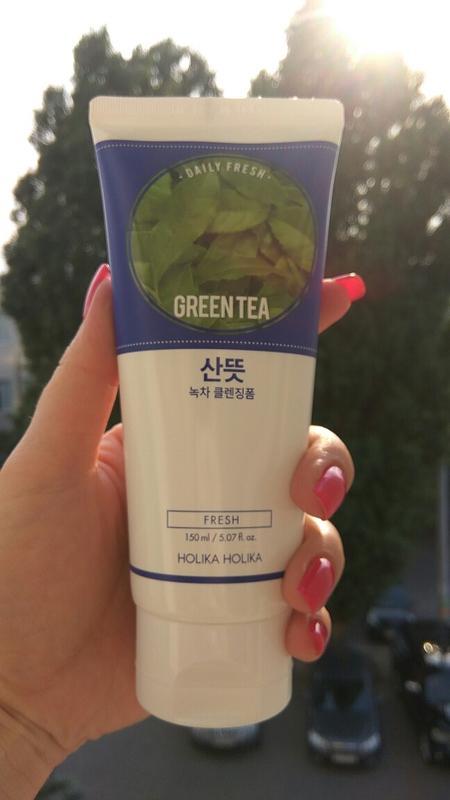 · DAILY FRESH ·
GREEN TEA
산뜻
녹차 클렌징폼
FRESH
150 ml / 5.07 fl. oz.
HOLIKA HOLIKA